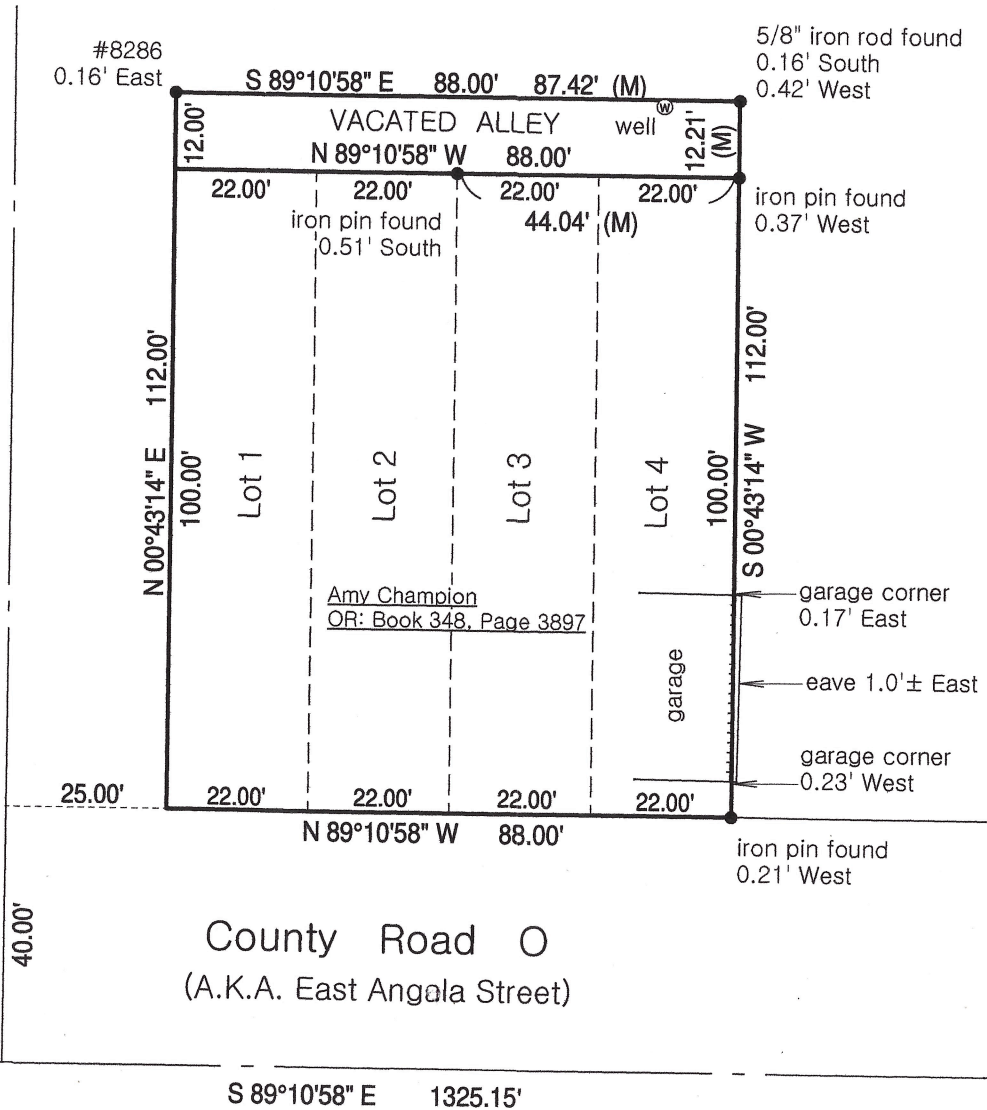 #8286
0.16' East
S 89°10'58" E 88.00' 87.42' (M)
5/8" iron rod found
0.16' South
0.42' West
12.00'
VACATED ALLEY
well
W
12.21'
(M)
N 89°10'58" W 88.00'
22.00' 22.00' 22.00' 22.00'
iron pin found
0.51' South
44.04' (M)
iron pin found
0.37' West
N 00°43'14" E 112.00'
100.00'
Lot 1
Lot 2
Lot 3
Lot 4
100.00'
S 00°43'14" W 112.00'
Amy Champion
OR: Book 348, Page 3897
garage
garage corner
0.17' East
eave 1.0'± East
garage corner
0.23' West
25.00'
22.00' 22.00' 22.00' 22.00'
N 89°10'58" W 88.00'
iron pin found
0.21' West
40.00'
County Road O
(A.K.A. East Angola Street)
S 89°10'58" E 1325.15'